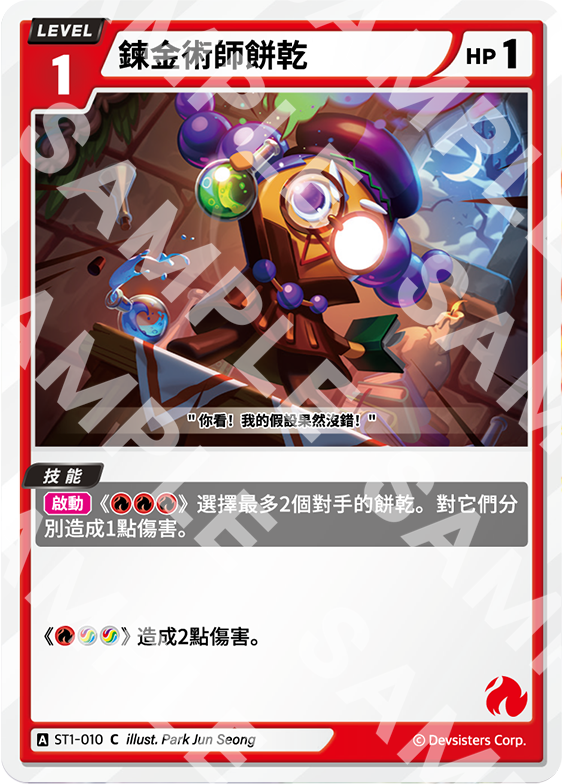 LEVEL
1
鍊金術師餅乾
HP 1
"你看！我的假設果然沒錯！"
技能
啟動 《》選擇最多2個對手的餅乾。對它們分
別造成1點傷害。
《》造成2點傷害。
A ST1-010 C illust. Park Jun Seong
© Devsisters Corp.
SAMPLE SAMPLE SAMPLE